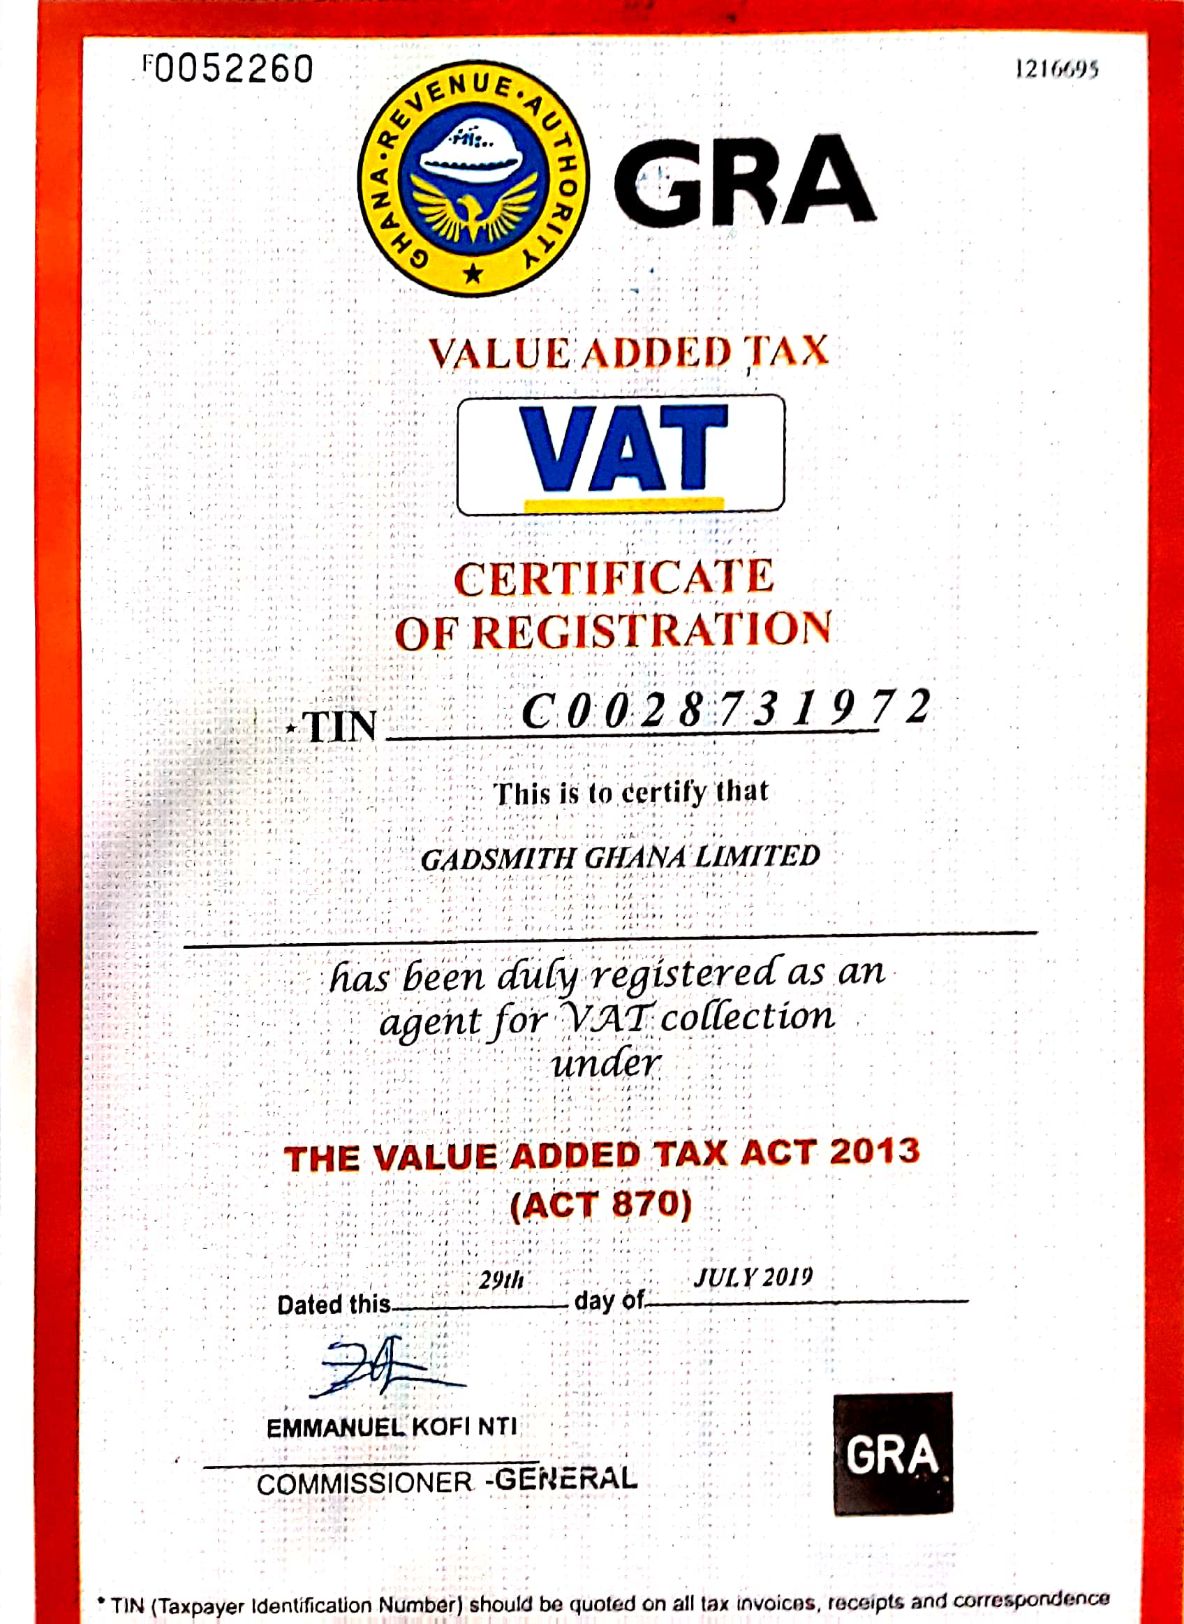 F0052260
1216695
GHANA·REVENUE·AUTHORITY
GRA
VALUE ADDED TAX
VAT
CERTIFICATE
OF REGISTRATION
*TIN C0028731972
This is to certify that
GADSMITH GHANA LIMITED
has been duly registered as an
agent for VAT collection
under
THE VALUE ADDED TAX ACT 2013
(ACT 870)
Dated this 29th day of JULY 2019
EMMANUEL KOFI NTI
COMMISSIONER -GENERAL
GRA
* TIN (Taxpayer Identification Number) should be quoted on all tax invoices, receipts and correspondence